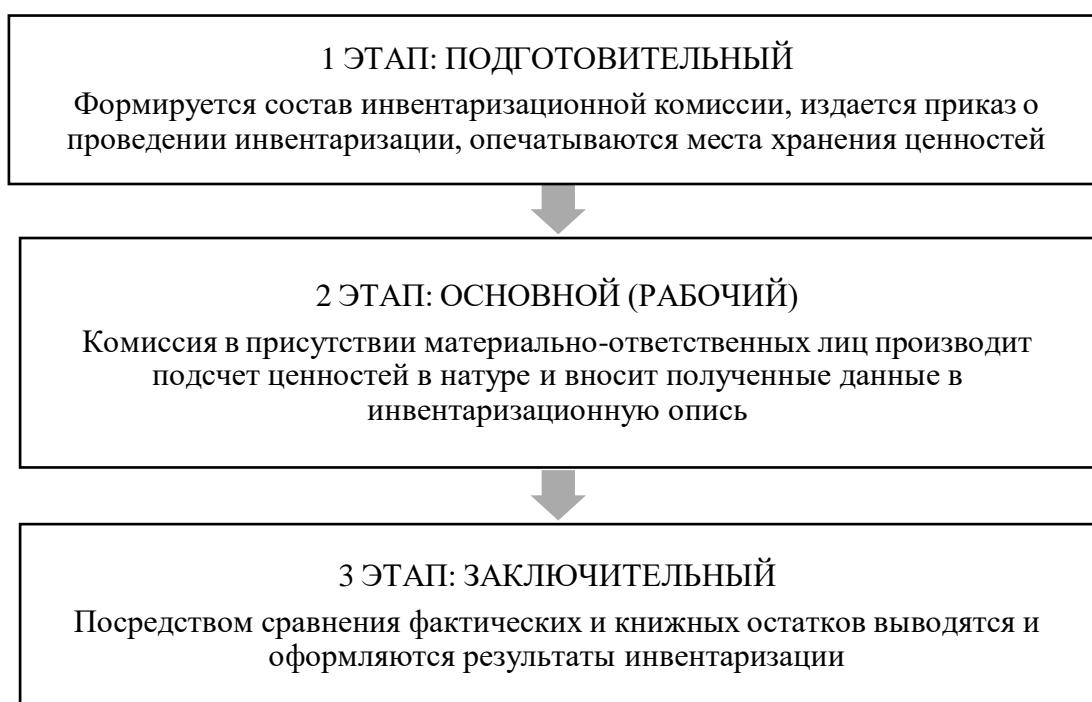 1 ЭТАП: ПОДГОТОВИТЕЛЬНЫЙ
Формируется состав инвентаризационной комиссии, издается приказ о
проведении инвентаризации, опечатываются места хранения ценностей
2 ЭТАП: ОСНОВНОЙ (РАБОЧИЙ)
Комиссия в присутствии материально-ответственных лиц производит
подсчет ценностей в натуре и вносит полученные данные в
инвентаризационную опись
3 ЭТАП: ЗАКЛЮЧИТЕЛЬНЫЙ
Посредством сравнения фактических и книжных остатков выводятся и
оформляются результаты инвентаризации